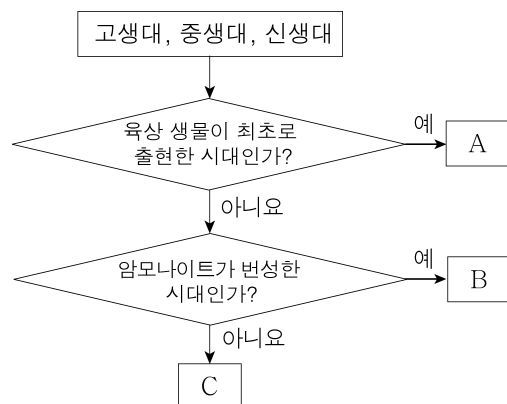 고생대, 중생대, 신생대
육상 생물이 최초로
출현한 시대인가?
예
A
아니요
암모나이트가 번성한
시대인가?
예
B
아니요
C